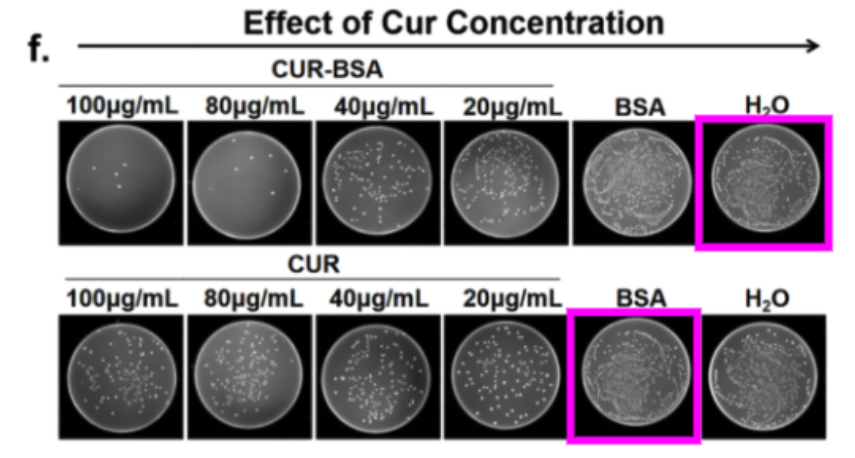 Effect of Cur Concentration
f.
CUR-BSA
100µg/mL 80µg/mL 40µg/mL 20µg/mL BSA H₂O
CUR
100µg/mL 80µg/mL 40µg/mL 20µg/mL BSA H₂O